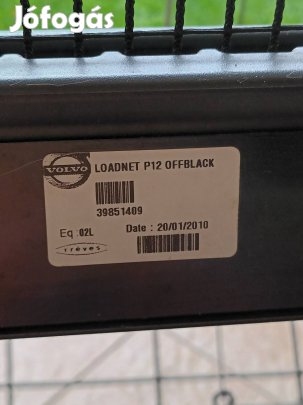 Jófogás
VOLVO
LOADNET P12 OFFBLACK
39851409
Eq :02L
Date : 20/01/2010
treves